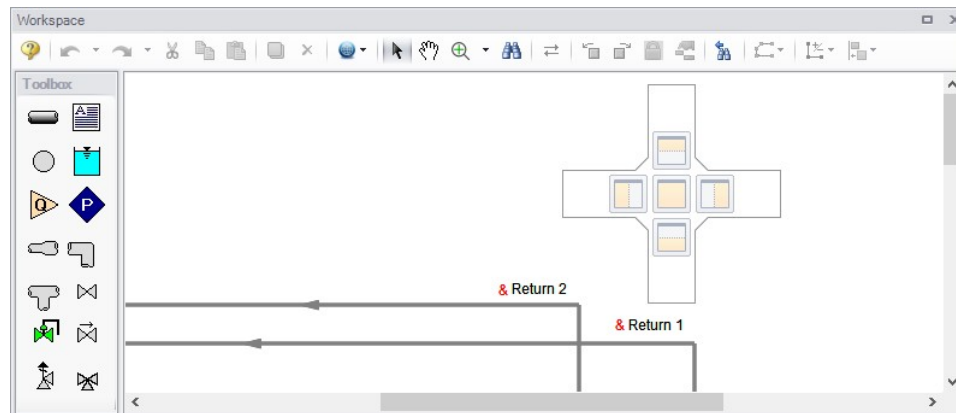 Workspace
Toolbox
A
Q
P
& Return 2
& Return 1